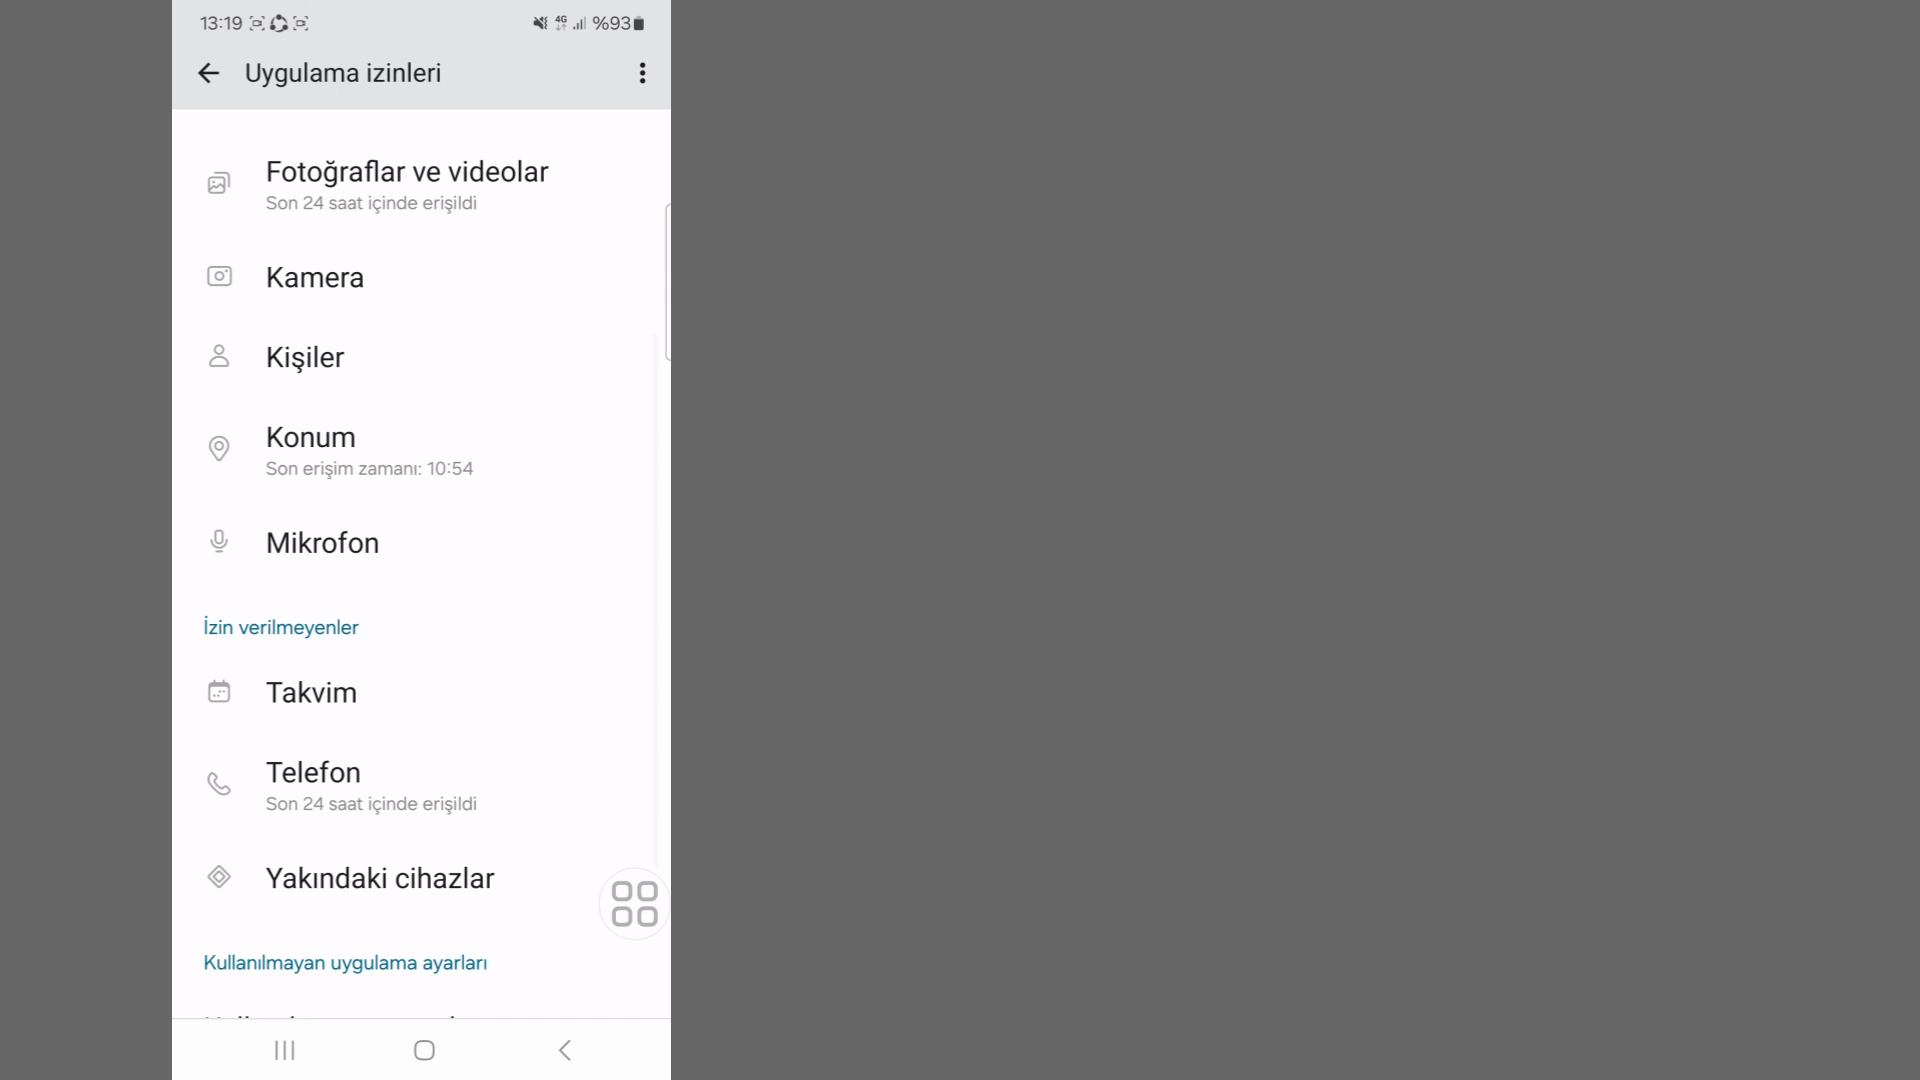 13:19 4G %93
Uygulama izinleri
Fotoğraflar ve videolar
Son 24 saat içinde erişildi
Kamera
Kişiler
Konum
Son erişim zamanı: 10:54
Mikrofon
İzin verilmeyenler
Takvim
Telefon
Son 24 saat içinde erişildi
Yakındaki cihazlar
Kullanılmayan uygulama ayarları